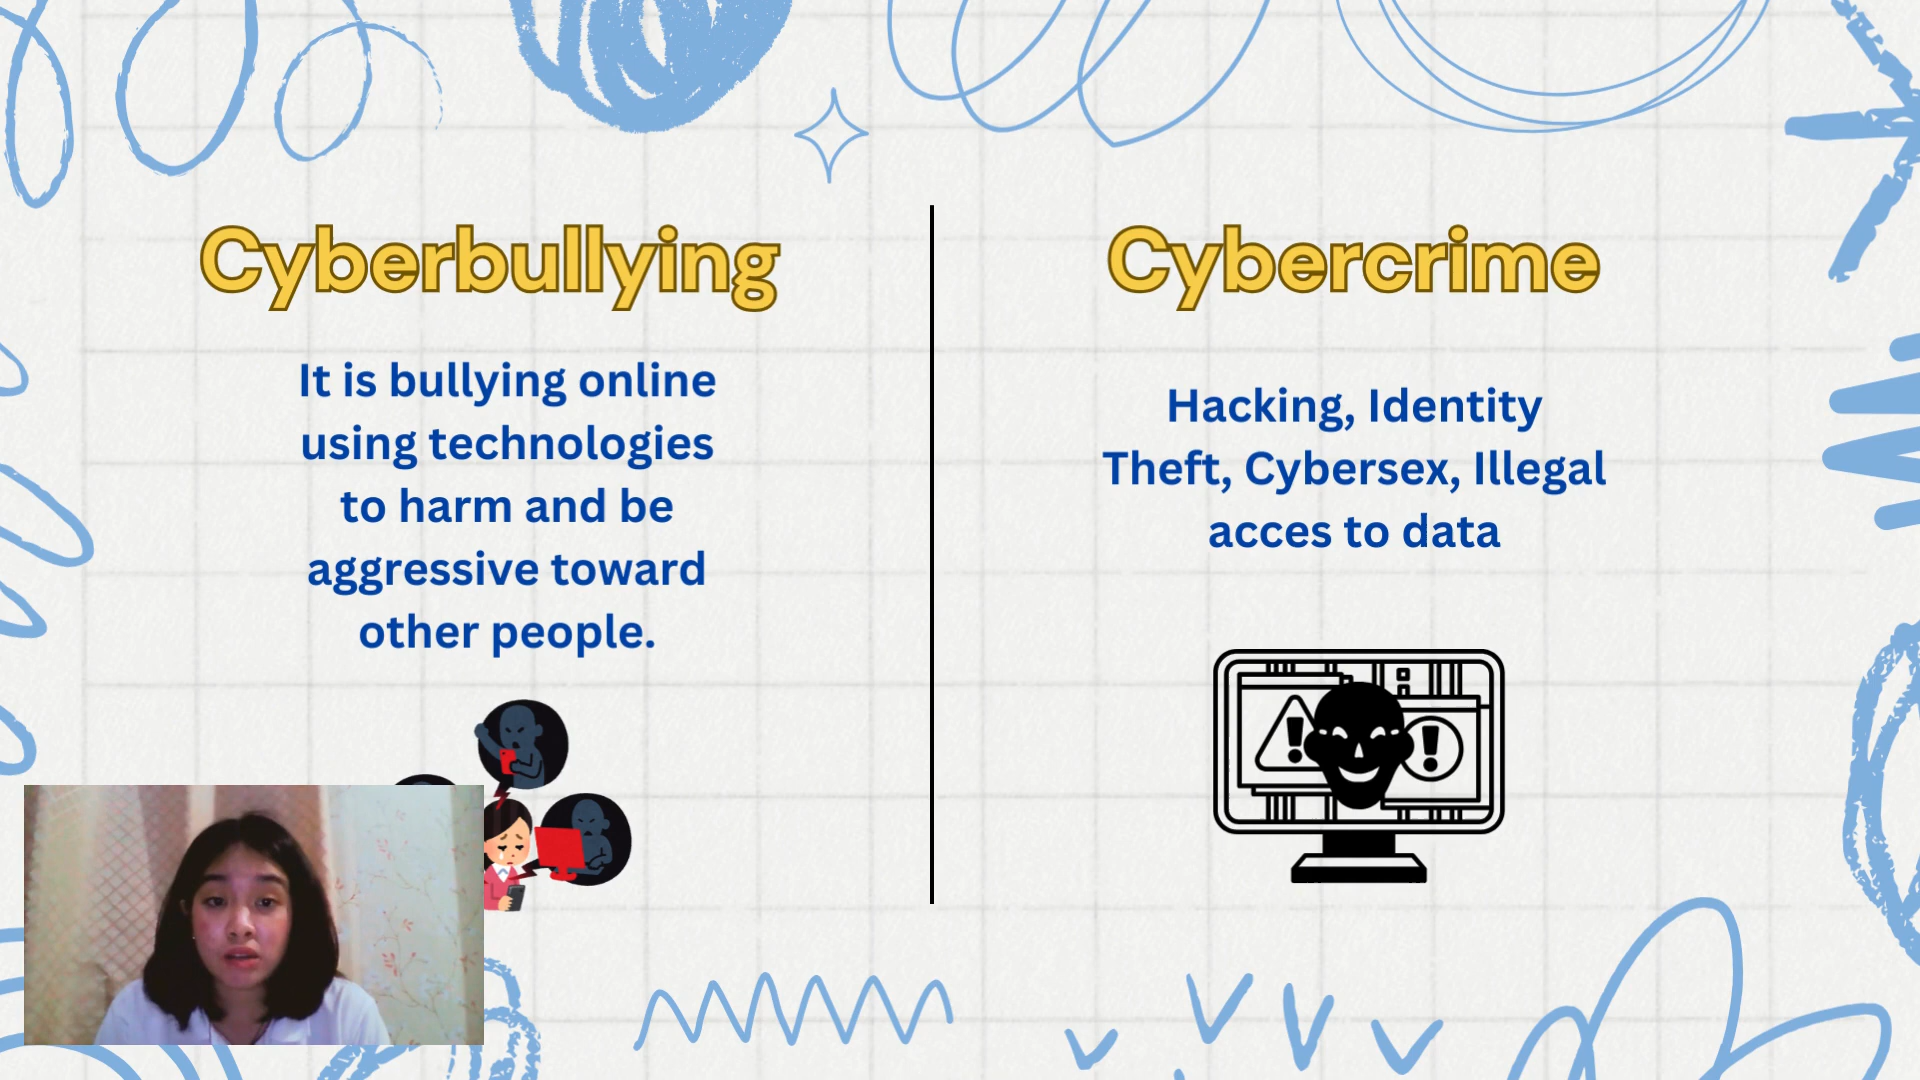 Cyberbullying
It is bullying online
using technologies
to harm and be
aggressive toward
other people.
Cybercrime
Hacking, Identity
Theft, Cybersex, Illegal
acces to data